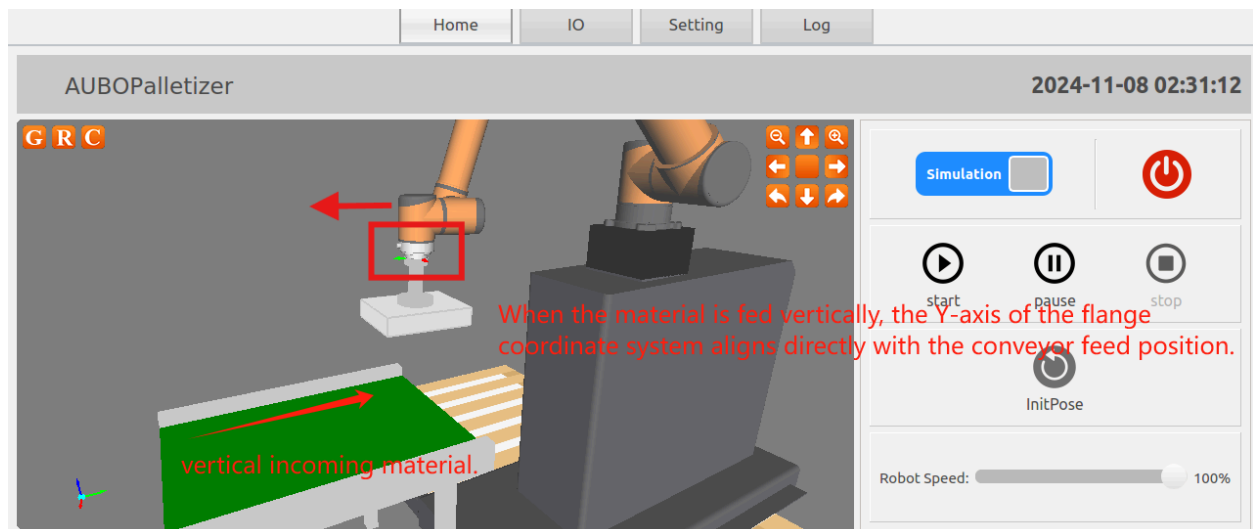 Home
IO
Setting
Log
AUBOPalletizer
2024-11-08 02:31:12
G R C
Simulation
start
pause
stop
When the material is fed vertically, the Y-axis of the flange
coordinate system aligns directly with the conveyor feed position.
InitPose
vertical incoming material.
Robot Speed:
100%